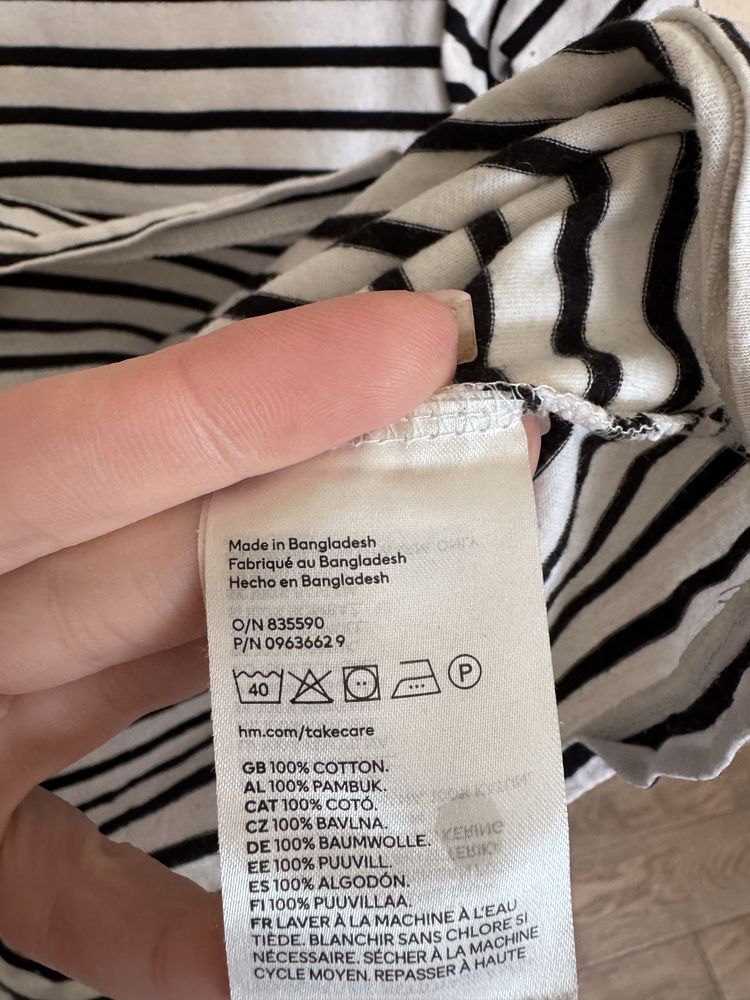 Made in Bangladesh
Fabriqué au Bangladesh
Hecho en Bangladesh
O/N 835590
P/N 0963662 9
40
P
hm.com/takecare
GB 100% COTTON.
AL 100% PAMBUK.
CAT 100% COTÓ.
CZ 100% BAVLNA.
DE 100% BAUMWOLLE.
EE 100% PUUVILL.
ES 100% ALGODÓN.
FI 100% PUUVILLAA.
FR LAVER À LA MACHINE À L'EAU
TIÈDE. BLANCHIR SANS CHLORE SI
NÉCESSAIRE. SÉCHER À LA MACHINE
CYCLE MOYEN. REPASSER À HAUTE